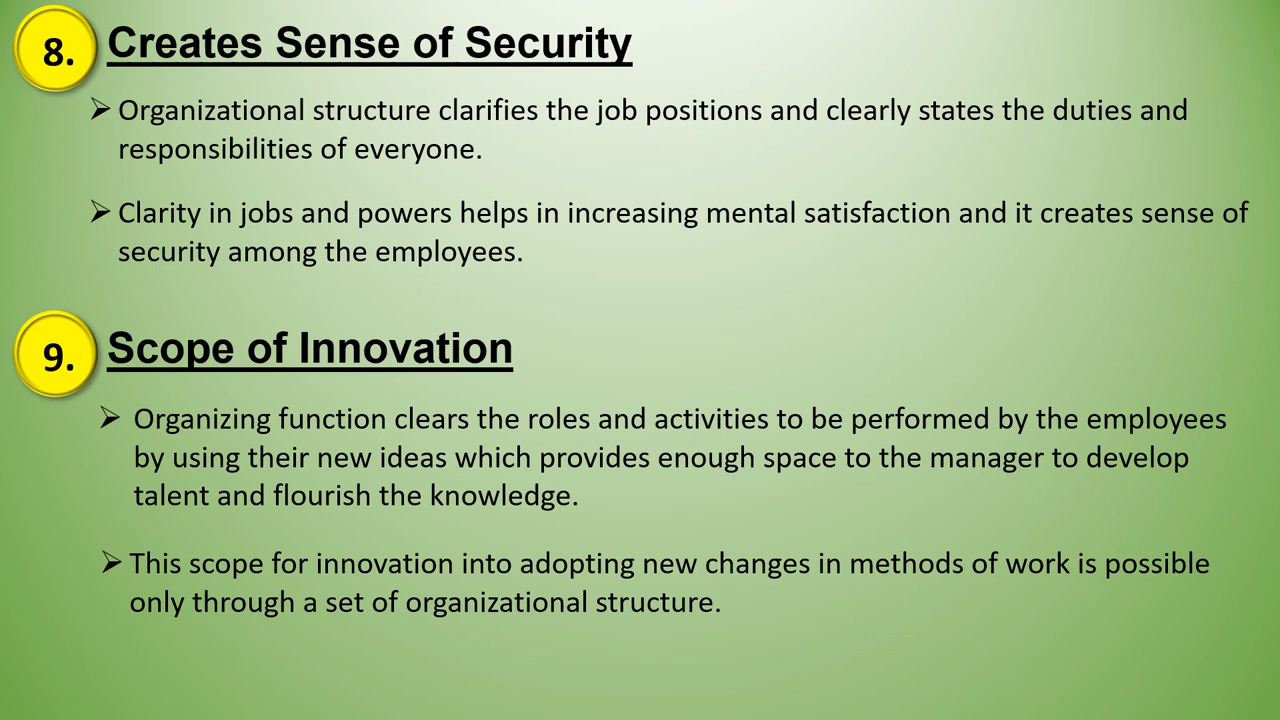 8. Creates Sense of Security
➢ Organizational structure clarifies the job positions and clearly states the duties and
responsibilities of everyone.
➢ Clarity in jobs and powers helps in increasing mental satisfaction and it creates sense of
security among the employees.
9. Scope of Innovation
➢ Organizing function clears the roles and activities to be performed by the employees
by using their new ideas which provides enough space to the manager to develop
talent and flourish the knowledge.
➢ This scope for innovation into adopting new changes in methods of work is possible
only through a set of organizational structure.